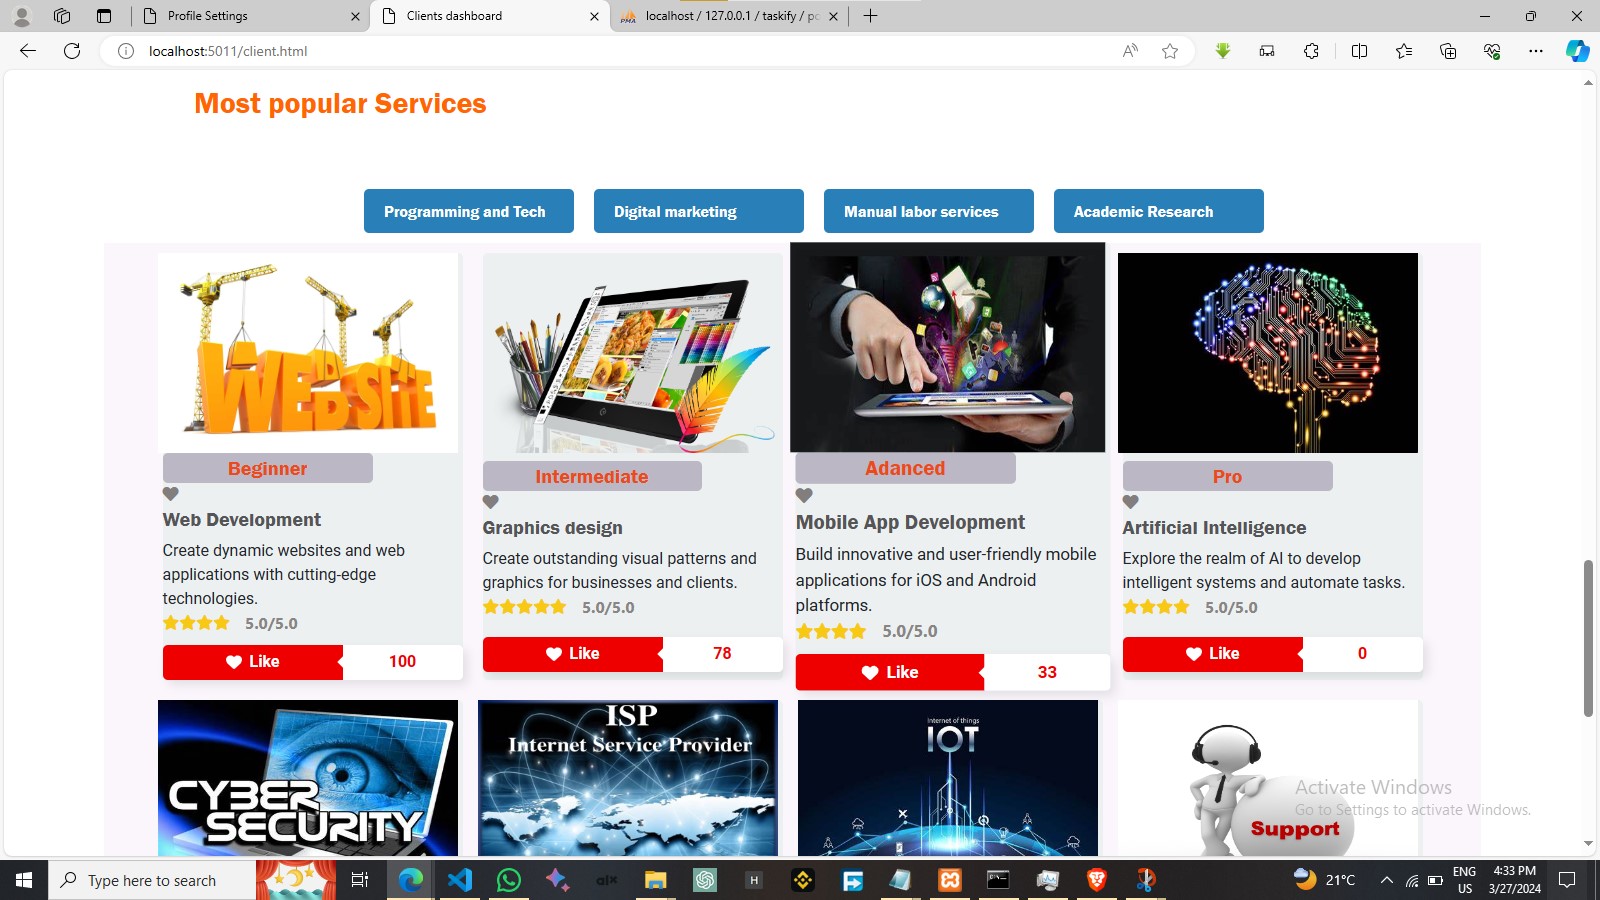 Profile Settings
Clients dashboard
localhost / 127.0.0.1 / taskify / po
localhost:5011/client.html
Most popular Services
Programming and Tech
Digital marketing
Manual labor services
Academic Research
WEBSITE
Beginner
Web Development
Create dynamic websites and web
applications with cutting-edge
technologies.
5.0/5.0
Like
100
Intermediate
Graphics design
Create outstanding visual patterns and
graphics for businesses and clients.
5.0/5.0
Like
78
Adanced
Mobile App Development
Build innovative and user-friendly mobile
applications for iOS and Android
platforms.
5.0/5.0
Like
33
Pro
Artificial Intelligence
Explore the realm of AI to develop
intelligent systems and automate tasks.
5.0/5.0
Like
0
CYBER
SECURITY
ISP
Internet Service Provider
Internet of things
IOT
Support
Activate Windows
Go to Settings to activate Windows.
Type here to search
alx
H
21°C
ENG
US
4:33 PM
3/27/2024